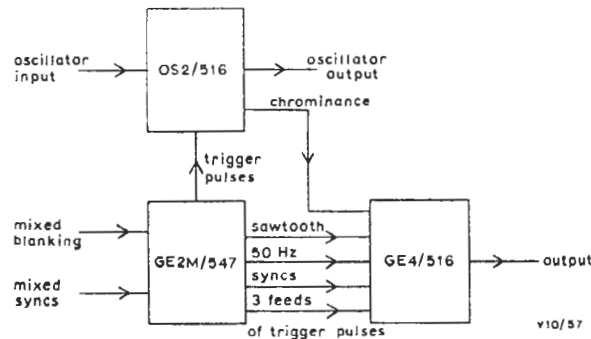 oscillator
input
OS2/516
oscillator
output
chrominance
trigger
pulses
mixed
blanking
mixed
syncs
GE2M/547
sawtooth
50 Hz
syncs
3 feeds
of trigger pulses
GE4/516
output
V10/57